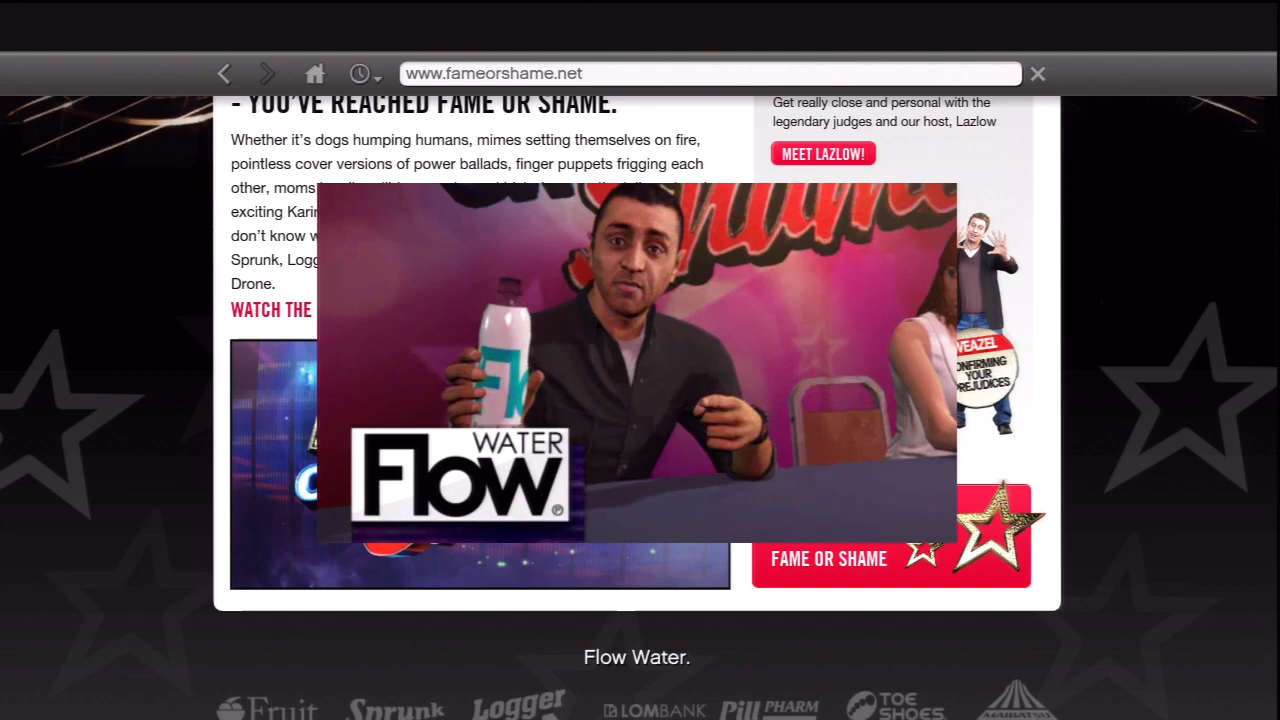 www.fameorshame.net
- YOU'VE REACHED FAME OR SHAME.
Whether it's dogs humping humans, mimes setting themselves on fire,
pointless cover versions of power ballads, finger puppets frigging each
other, moms
exciting Karin
don't know w
Sprunk, Logg
Drone.
WATCH THE
Get really close and personal with the
legendary judges and our host, Lazlow
MEET LAZLOW!
WEAZEL
CONFIRMING
YOUR
PREJUDICES
WATER
Flow
FAME OR SHAME
Flow Water.
Fruit Sprunk Logger LOMBANK Pill PHARM TOE SHOES MAIBATSU